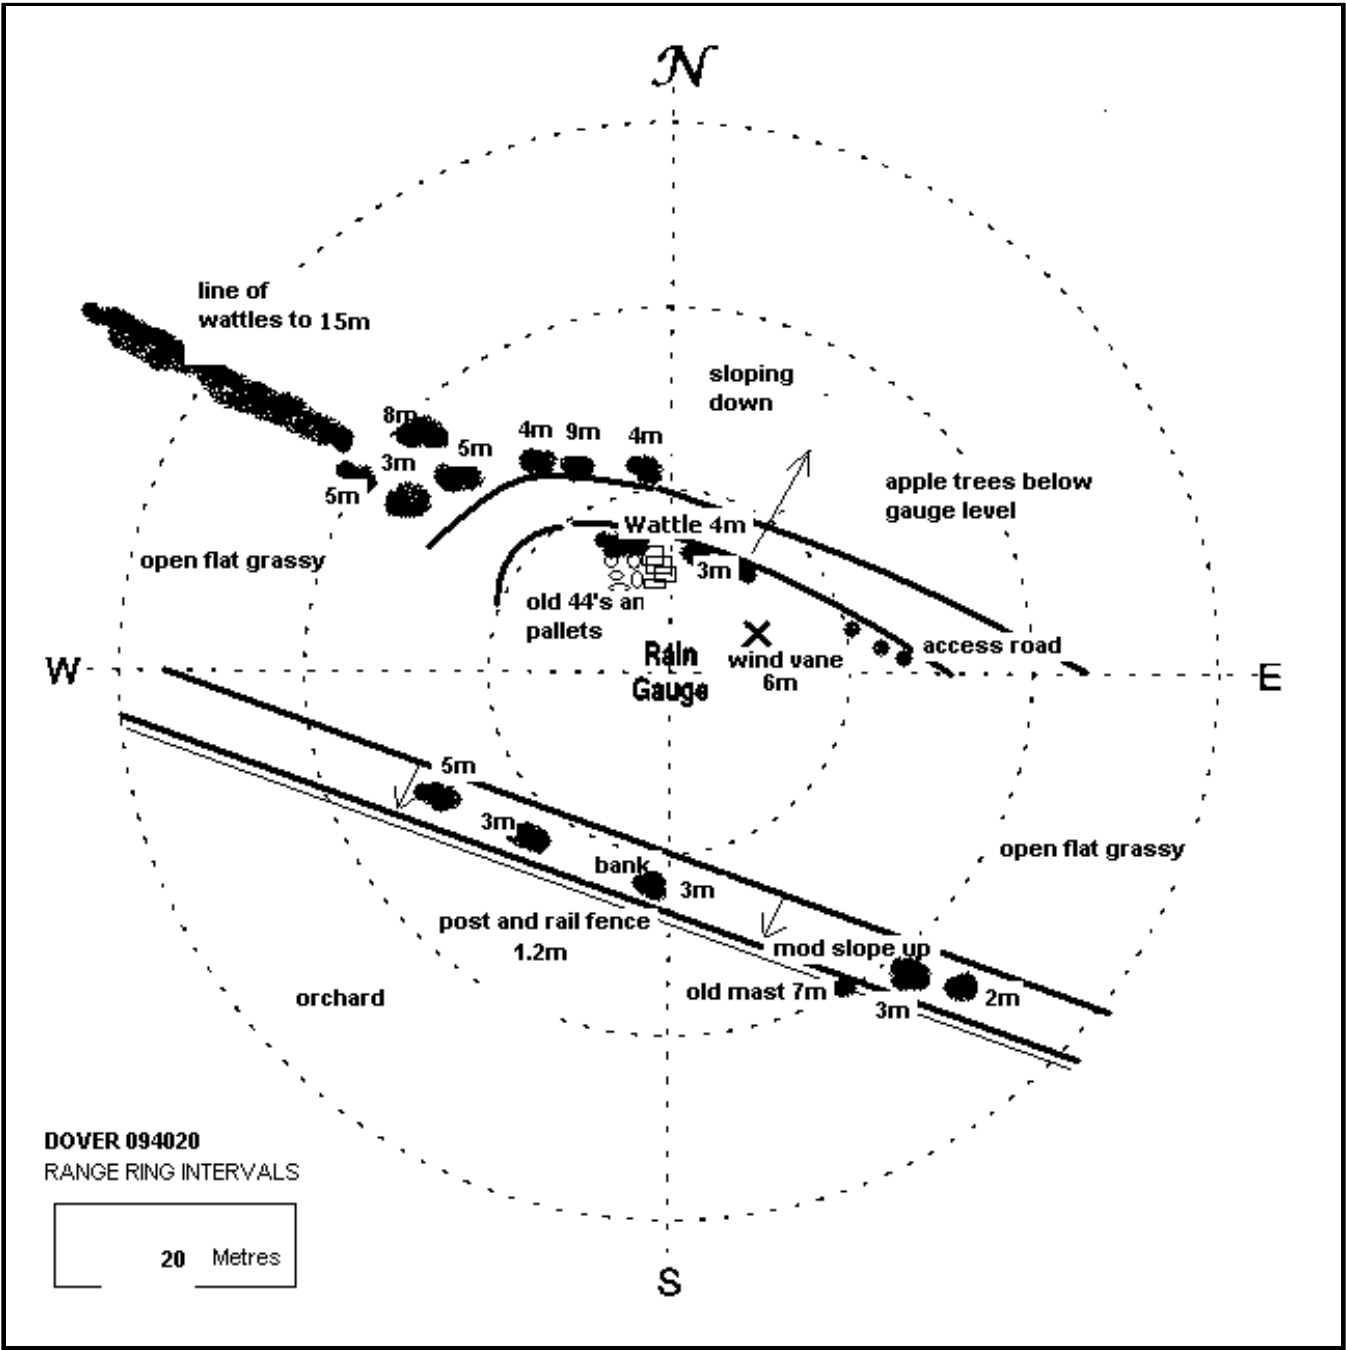 N
line of
wattles to 15m
sloping
down
8m
5m
4m 9m
4m
3m
5m
apple trees below
gauge level
Wattle 4m
open flat grassy
3m
old 44's an
pallets
Rain
Gauge
wind vane
6m
access road
W
E
5m
3m
bank
3m
open flat grassy
post and rail fence
1.2m
mod slope up
orchard
old mast 7m
3m
2m
DOVER 094020
RANGE RING INTERVALS
20 Metres
S